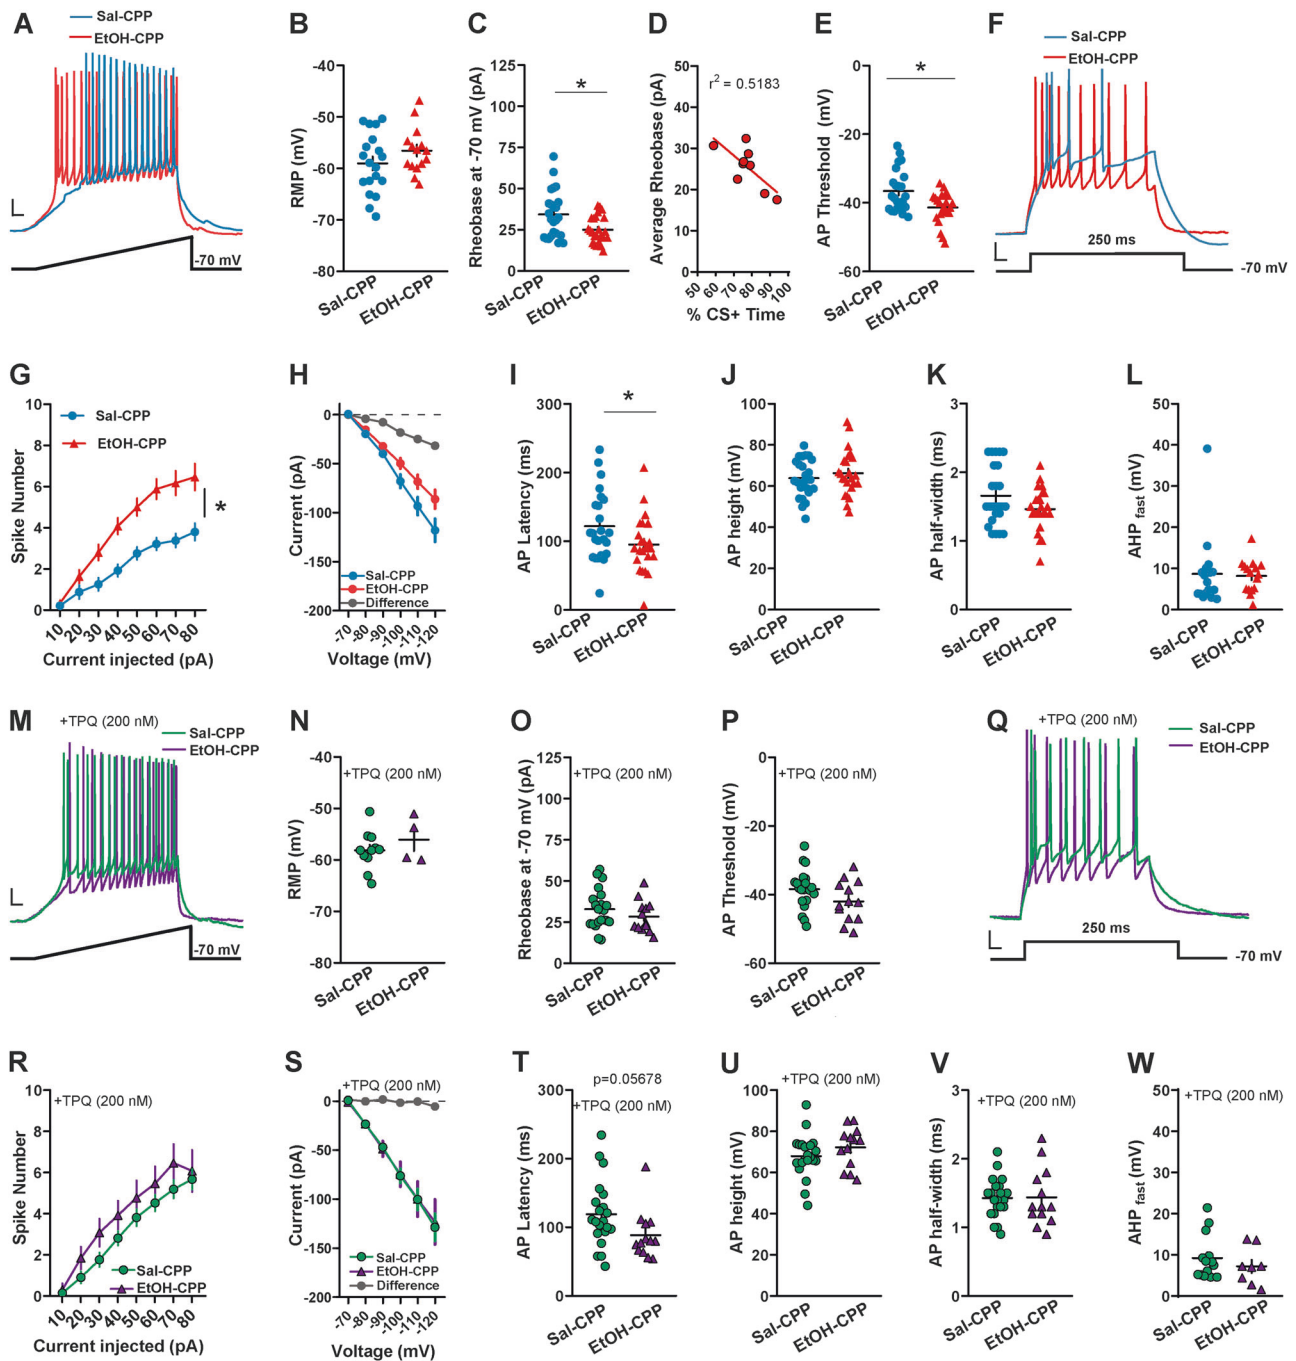 A
Sal-CPP
EtOH-CPP
-70 mV
B
RMP (mV)
-40
-50
-60
-70
-80
Sal-CPP
EtOH-CPP
C
Rheobase at -70 mV (pA)
125
100
75
50
25
0
*
Sal-CPP
EtOH-CPP
D
Average Rheobase (pA)
50
40
30
20
10
0
r2 = 0.5183
50
60
70
80
90
100
% CS+ Time
E
AP Threshold (mV)
0
-20
-40
-60
*
Sal-CPP
EtOH-CPP
F
Sal-CPP
EtOH-CPP
250 ms
-70 mV
G
Spike Number
10
8
6
4
2
0
Sal-CPP
EtOH-CPP
*
10
20
30
40
50
60
70
80
Current injected (pA)
H
Current (pA)
0
-50
-100
-150
-200
Sal-CPP
EtOH-CPP
Difference
-70
-80
-90
-100
-110
-120
Voltage (mV)
I
AP Latency (ms)
300
200
100
0
*
Sal-CPP
EtOH-CPP
J
AP height (mV)
100
80
60
40
20
0
Sal-CPP
EtOH-CPP
K
AP half-width (ms)
3
2
1
0
Sal-CPP
EtOH-CPP
L
AHP fast (mV)
50
40
30
20
10
0
Sal-CPP
EtOH-CPP
M
+TPQ (200 nM)
Sal-CPP
EtOH-CPP
-70 mV
N
RMP (mV)
-40
-50
-60
-70
-80
+TPQ (200 nM)
Sal-CPP
EtOH-CPP
O
Rheobase at -70 mV (pA)
125
100
75
50
25
0
+TPQ (200 nM)
Sal-CPP
EtOH-CPP
P
AP Threshold (mV)
0
-20
-40
-60
+TPQ (200 nM)
Sal-CPP
EtOH-CPP
Q
+TPQ (200 nM)
Sal-CPP
EtOH-CPP
250 ms
-70 mV
R
Spike Number
10
8
6
4
2
0
+TPQ (200 nM)
Sal-CPP
EtOH-CPP
10
20
30
40
50
60
70
80
Current injected (pA)
S
Current (pA)
+TPQ (200 nM)
0
-50
-100
-150
-200
Sal-CPP
EtOH-CPP
Difference
-70
-80
-90
-100
-110
-120
Voltage (mV)
T
AP Latency (ms)
300
200
100
0
p=0.05678
+TPQ (200 nM)
Sal-CPP
EtOH-CPP
U
AP height (mV)
100
80
60
40
20
0
+TPQ (200 nM)
Sal-CPP
EtOH-CPP
V
AP half-width (ms)
3
2
1
0
+TPQ (200 nM)
Sal-CPP
EtOH-CPP
W
AHP fast (mV)
50
40
30
20
10
0
+TPQ (200 nM)
Sal-CPP
EtOH-CPP